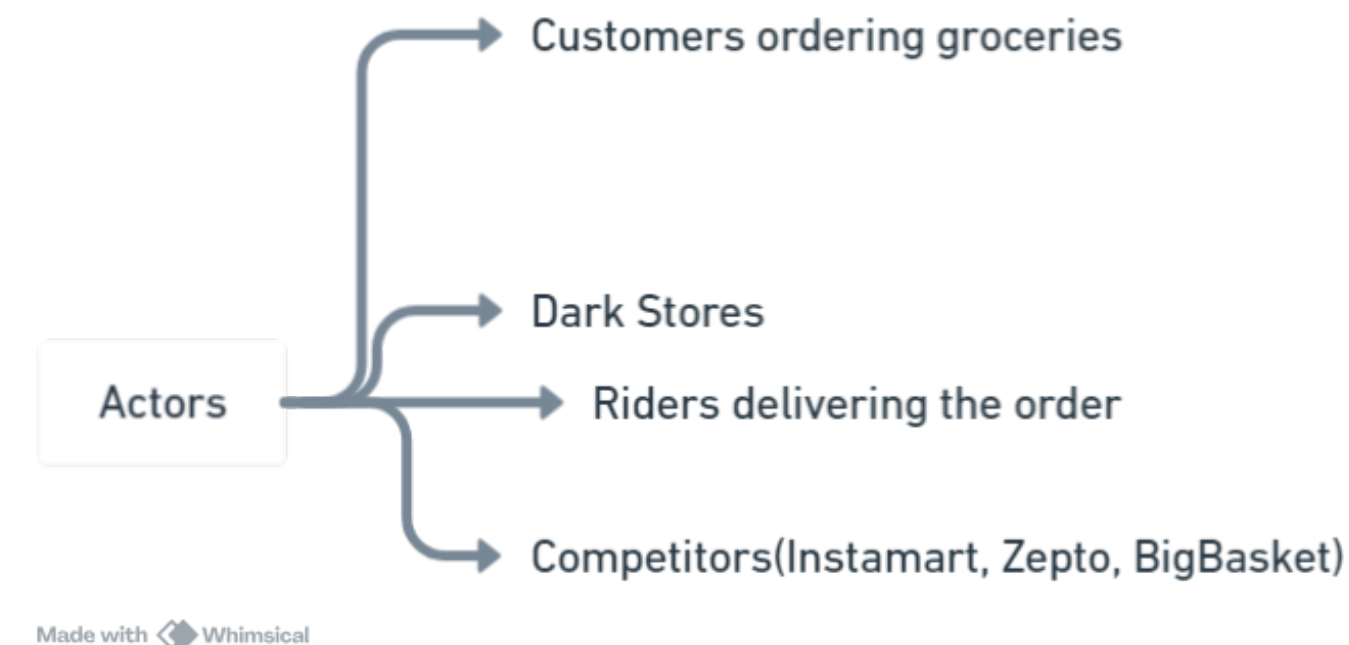 Customers ordering groceries
Dark Stores
Actors
Riders delivering the order
Competitors(Instamart, Zepto, BigBasket)
Made with Whimsical